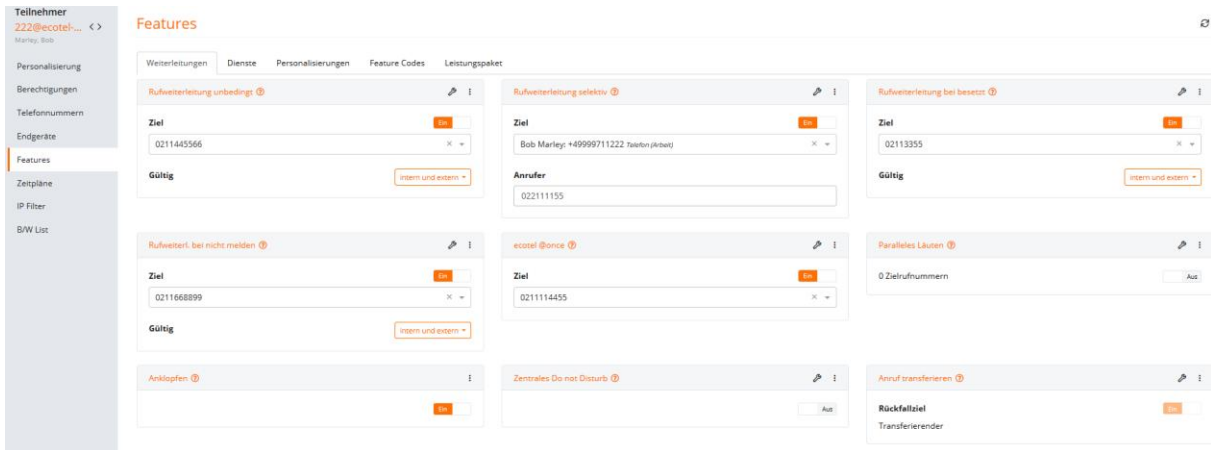 Teilnehmer
222@ecotel-... <>
Marley, Bob
Personalisierung
Berechtigungen
Telefonnummern
Endgeräte
Features
Zeitpläne
IP Filter
B/W List
Features
Weiterleitungen Dienste Personalisierungen Feature Codes Leistungspaket
Rufweiterleitung unbedingt
Ziel Ein
0211445566
Gültig intern und extern
Rufweiterleitung selektiv
Ziel Ein
Bob Marley: +49999711222 Telefon (Arbeit)
Anrufer
022111155
Rufweiterleitung bei besetzt
Ziel Ein
02113355
Gültig intern und extern
Rufweiterl. bei nicht melden
Ziel Ein
0211668899
Gültig intern und extern
ecotel @once
Ziel Ein
0211114455
Paralleles Läuten
0 Zielrufnummern Aus
Anklopfen
Ein
Zentrales Do not Disturb
Aus
Anruf transferieren
Rückfallziel Ein
Transferierender